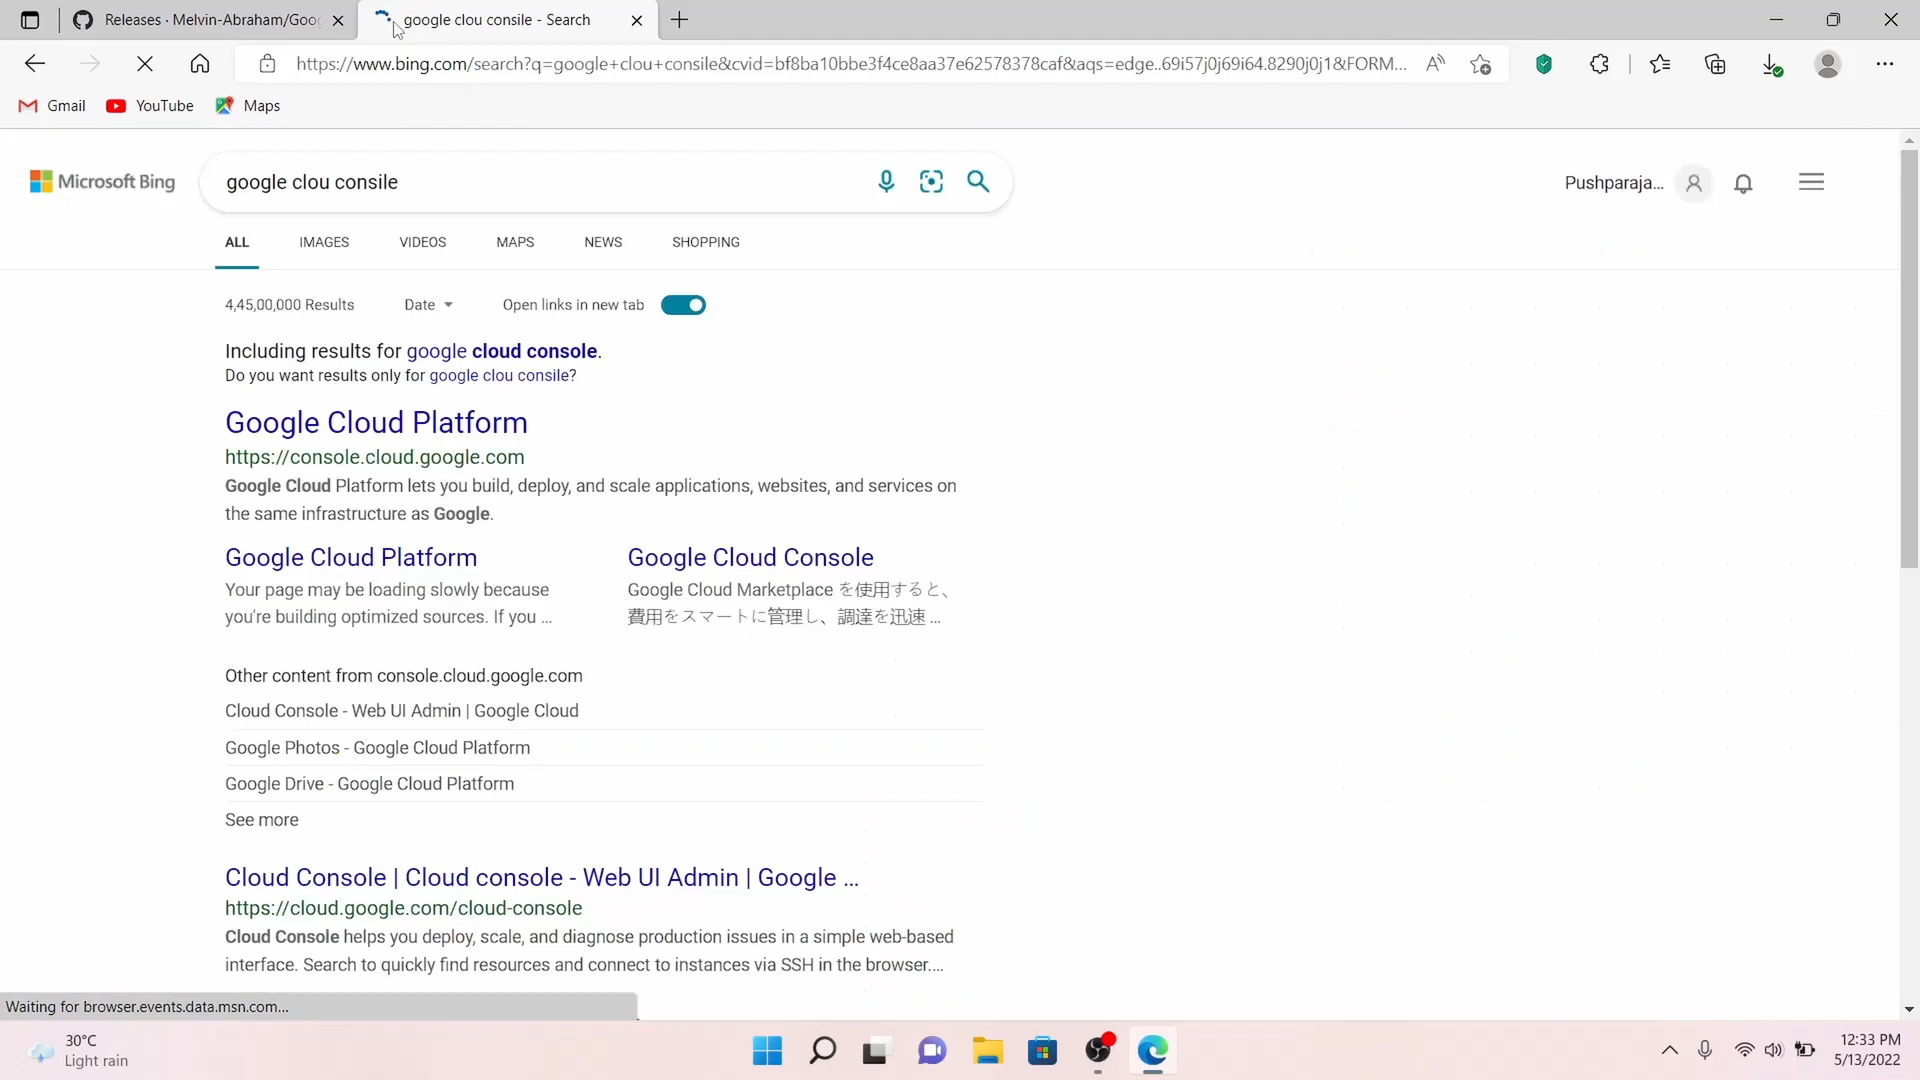 Releases · Melvin-Abraham/Goo
google clou consile - Search
https://www.bing.com/search?q=google+clou+consile&cvid=bf8ba10bbe3f4ce8aa37e62578378caf&aqs=edge..69i57j0j69i64.8290j0j1&FORM...
Gmail
YouTube
Maps
Microsoft Bing
google clou consile
Pushparaja...
ALL
IMAGES
VIDEOS
MAPS
NEWS
SHOPPING
4,45,00,000 Results
Date
Open links in new tab
Including results for google cloud console.
Do you want results only for google clou consile?
Google Cloud Platform
https://console.cloud.google.com
Google Cloud Platform lets you build, deploy, and scale applications, websites, and services on
the same infrastructure as Google.
Google Cloud Platform
Your page may be loading slowly because
you're building optimized sources. If you ...
Google Cloud Console
Google Cloud Marketplace を使用すると、
費用をスマートに管理し、調達を迅速 ...
Other content from console.cloud.google.com
Cloud Console - Web UI Admin | Google Cloud
Google Photos - Google Cloud Platform
Google Drive - Google Cloud Platform
See more
Cloud Console | Cloud console - Web UI Admin | Google ...
https://cloud.google.com/cloud-console
Cloud Console helps you deploy, scale, and diagnose production issues in a simple web-based
interface. Search to quickly find resources and connect to instances via SSH in the browser....
Waiting for browser.events.data.msn.com...
30°C
Light rain
12:33 PM
5/13/2022